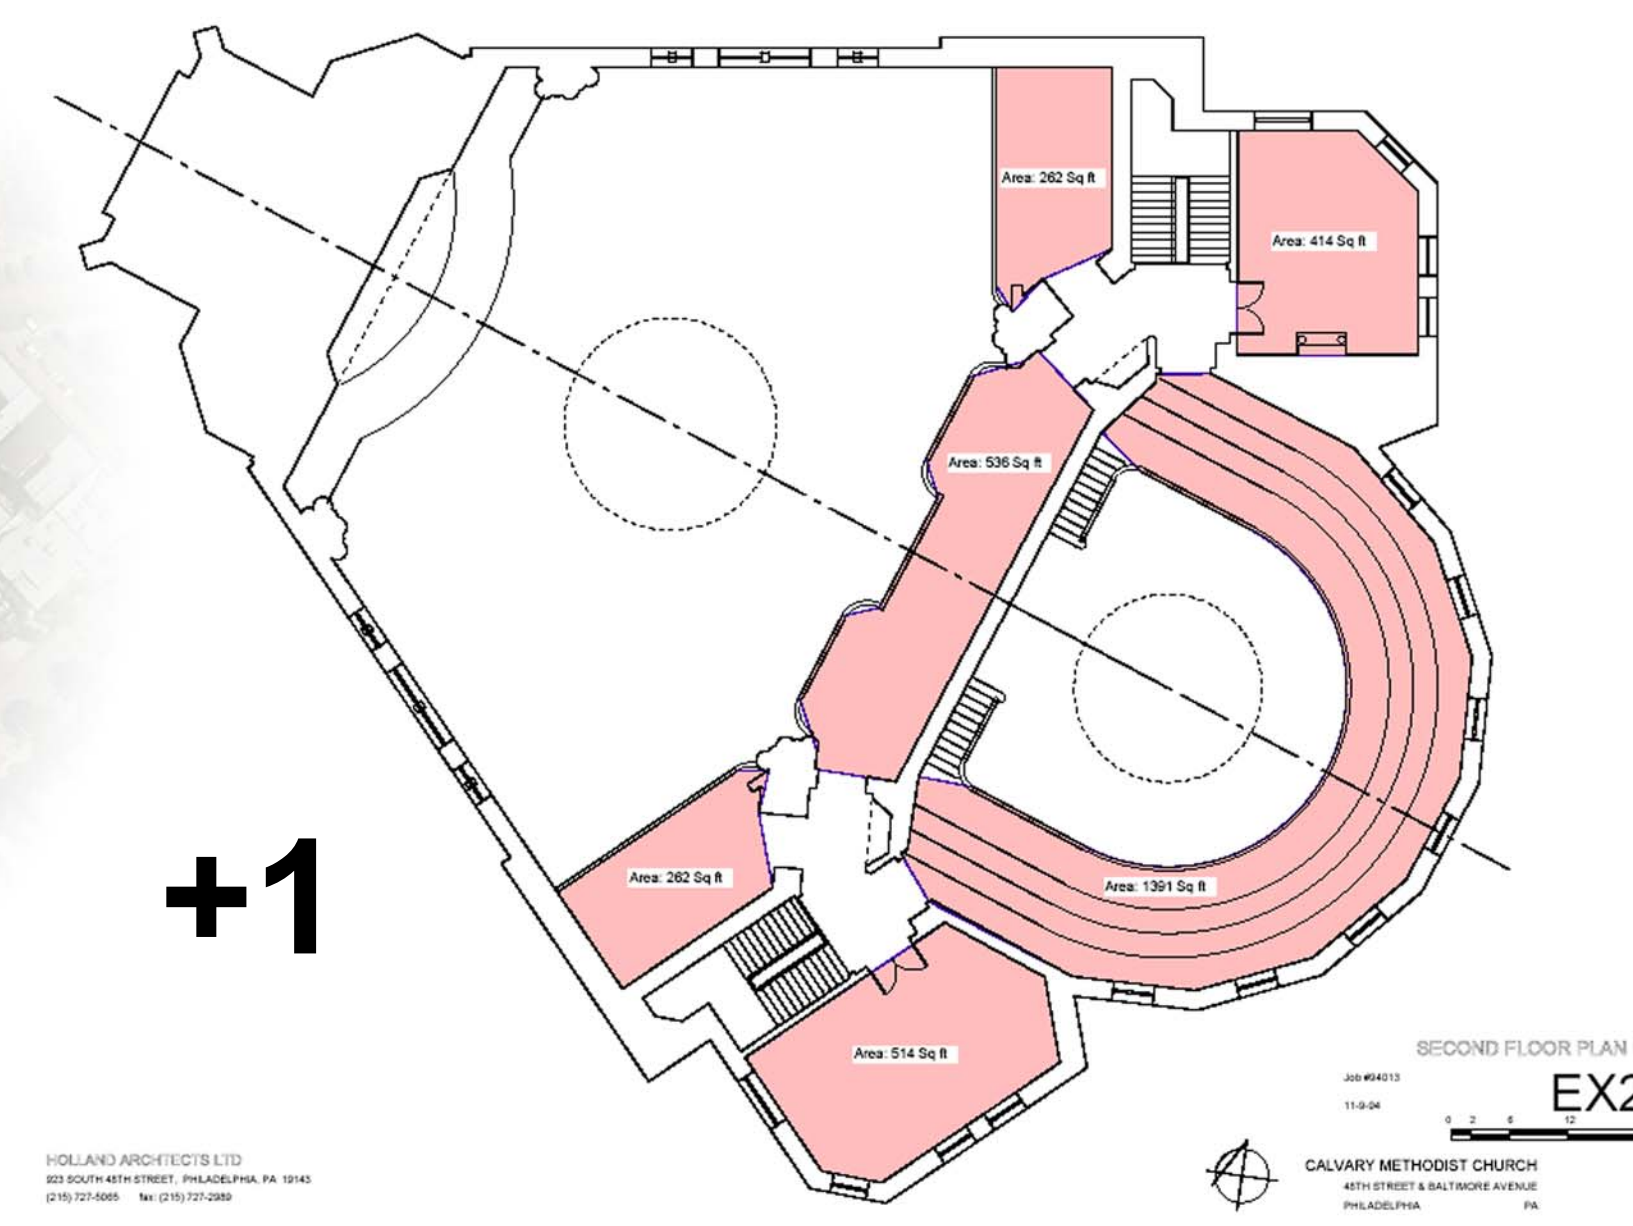 Area: 262 Sq ft
Area: 414 Sq ft
Area: 536 Sq ft
Area: 262 Sq ft
Area: 1391 Sq ft
Area: 514 Sq ft
+1
SECOND FLOOR PLAN
Job #94013
11-9-94
EX2
0 2 6 12
HOLLAND ARCHTECTS LTD
923 SOUTH 48TH STREET, PHILADELPHIA, PA 19143
(215) 727-5065 fax: (215) 727-2989
CALVARY METHODIST CHURCH
48TH STREET & BALTIMORE AVENUE
PHILADELPHIA PA